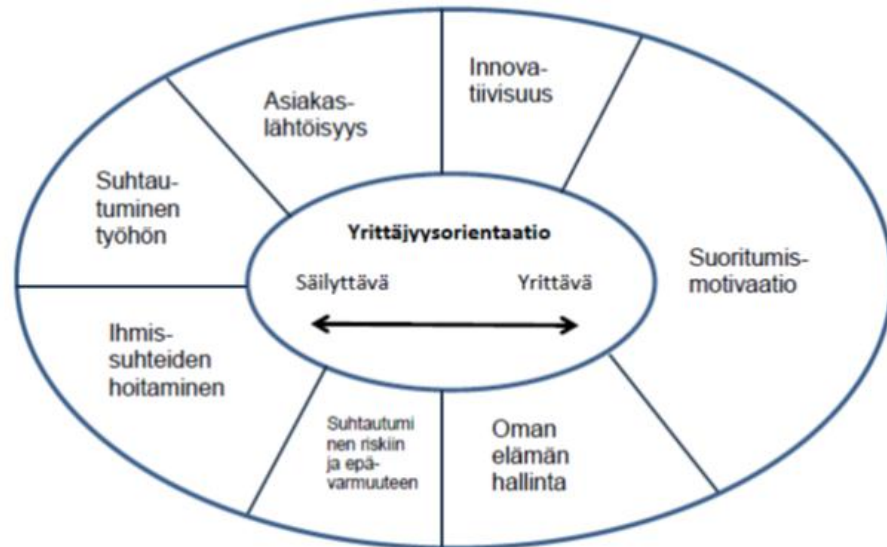 Innova-
tiivisuus
Asiakas-
lähtöisyys
Suhtau-
tuminen
työhön
Yrittäjyysorientaatio
Säilyttävä Yrittävä
Suoritumis-
motivaatio
Ihmis-
suhteiden
hoitaminen
Suhtautumi
nen riskiin
ja epä-
varmuuteen
Oman
elämän
hallinta